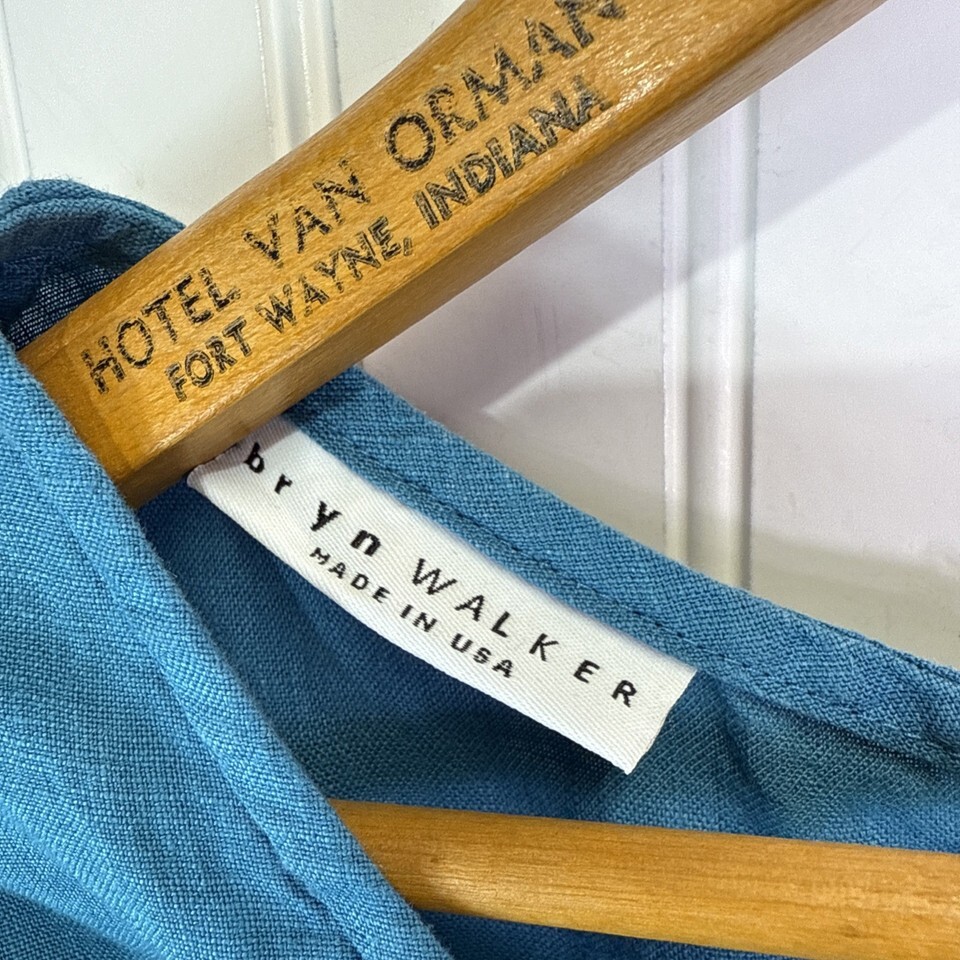 HOTEL VAN ORMAN
FORT WAYNE, INDIANA
bryn WALKER
MADE IN USA